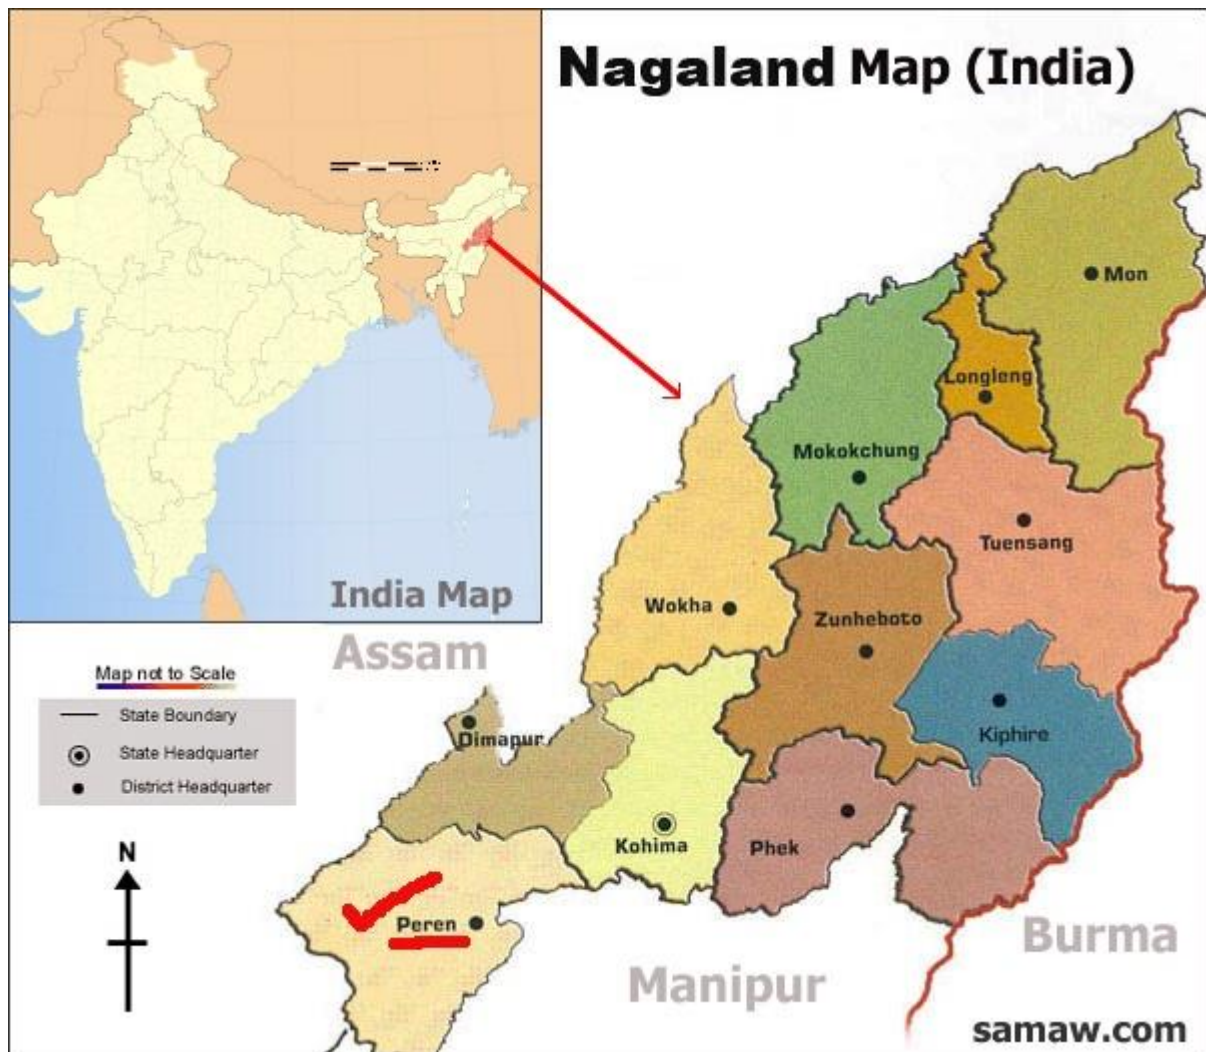 Nagaland Map (India)
Mon
Longleng
Mokokchung
Tuensang
India Map
Wokha
Zunheboto
Assam
Map not to Scale
State Boundary
State Headquarter
District Headquarter
Dimapur
Kiphire
Kohima
Phek
N
Peren
Burma
Manipur
samaw.com